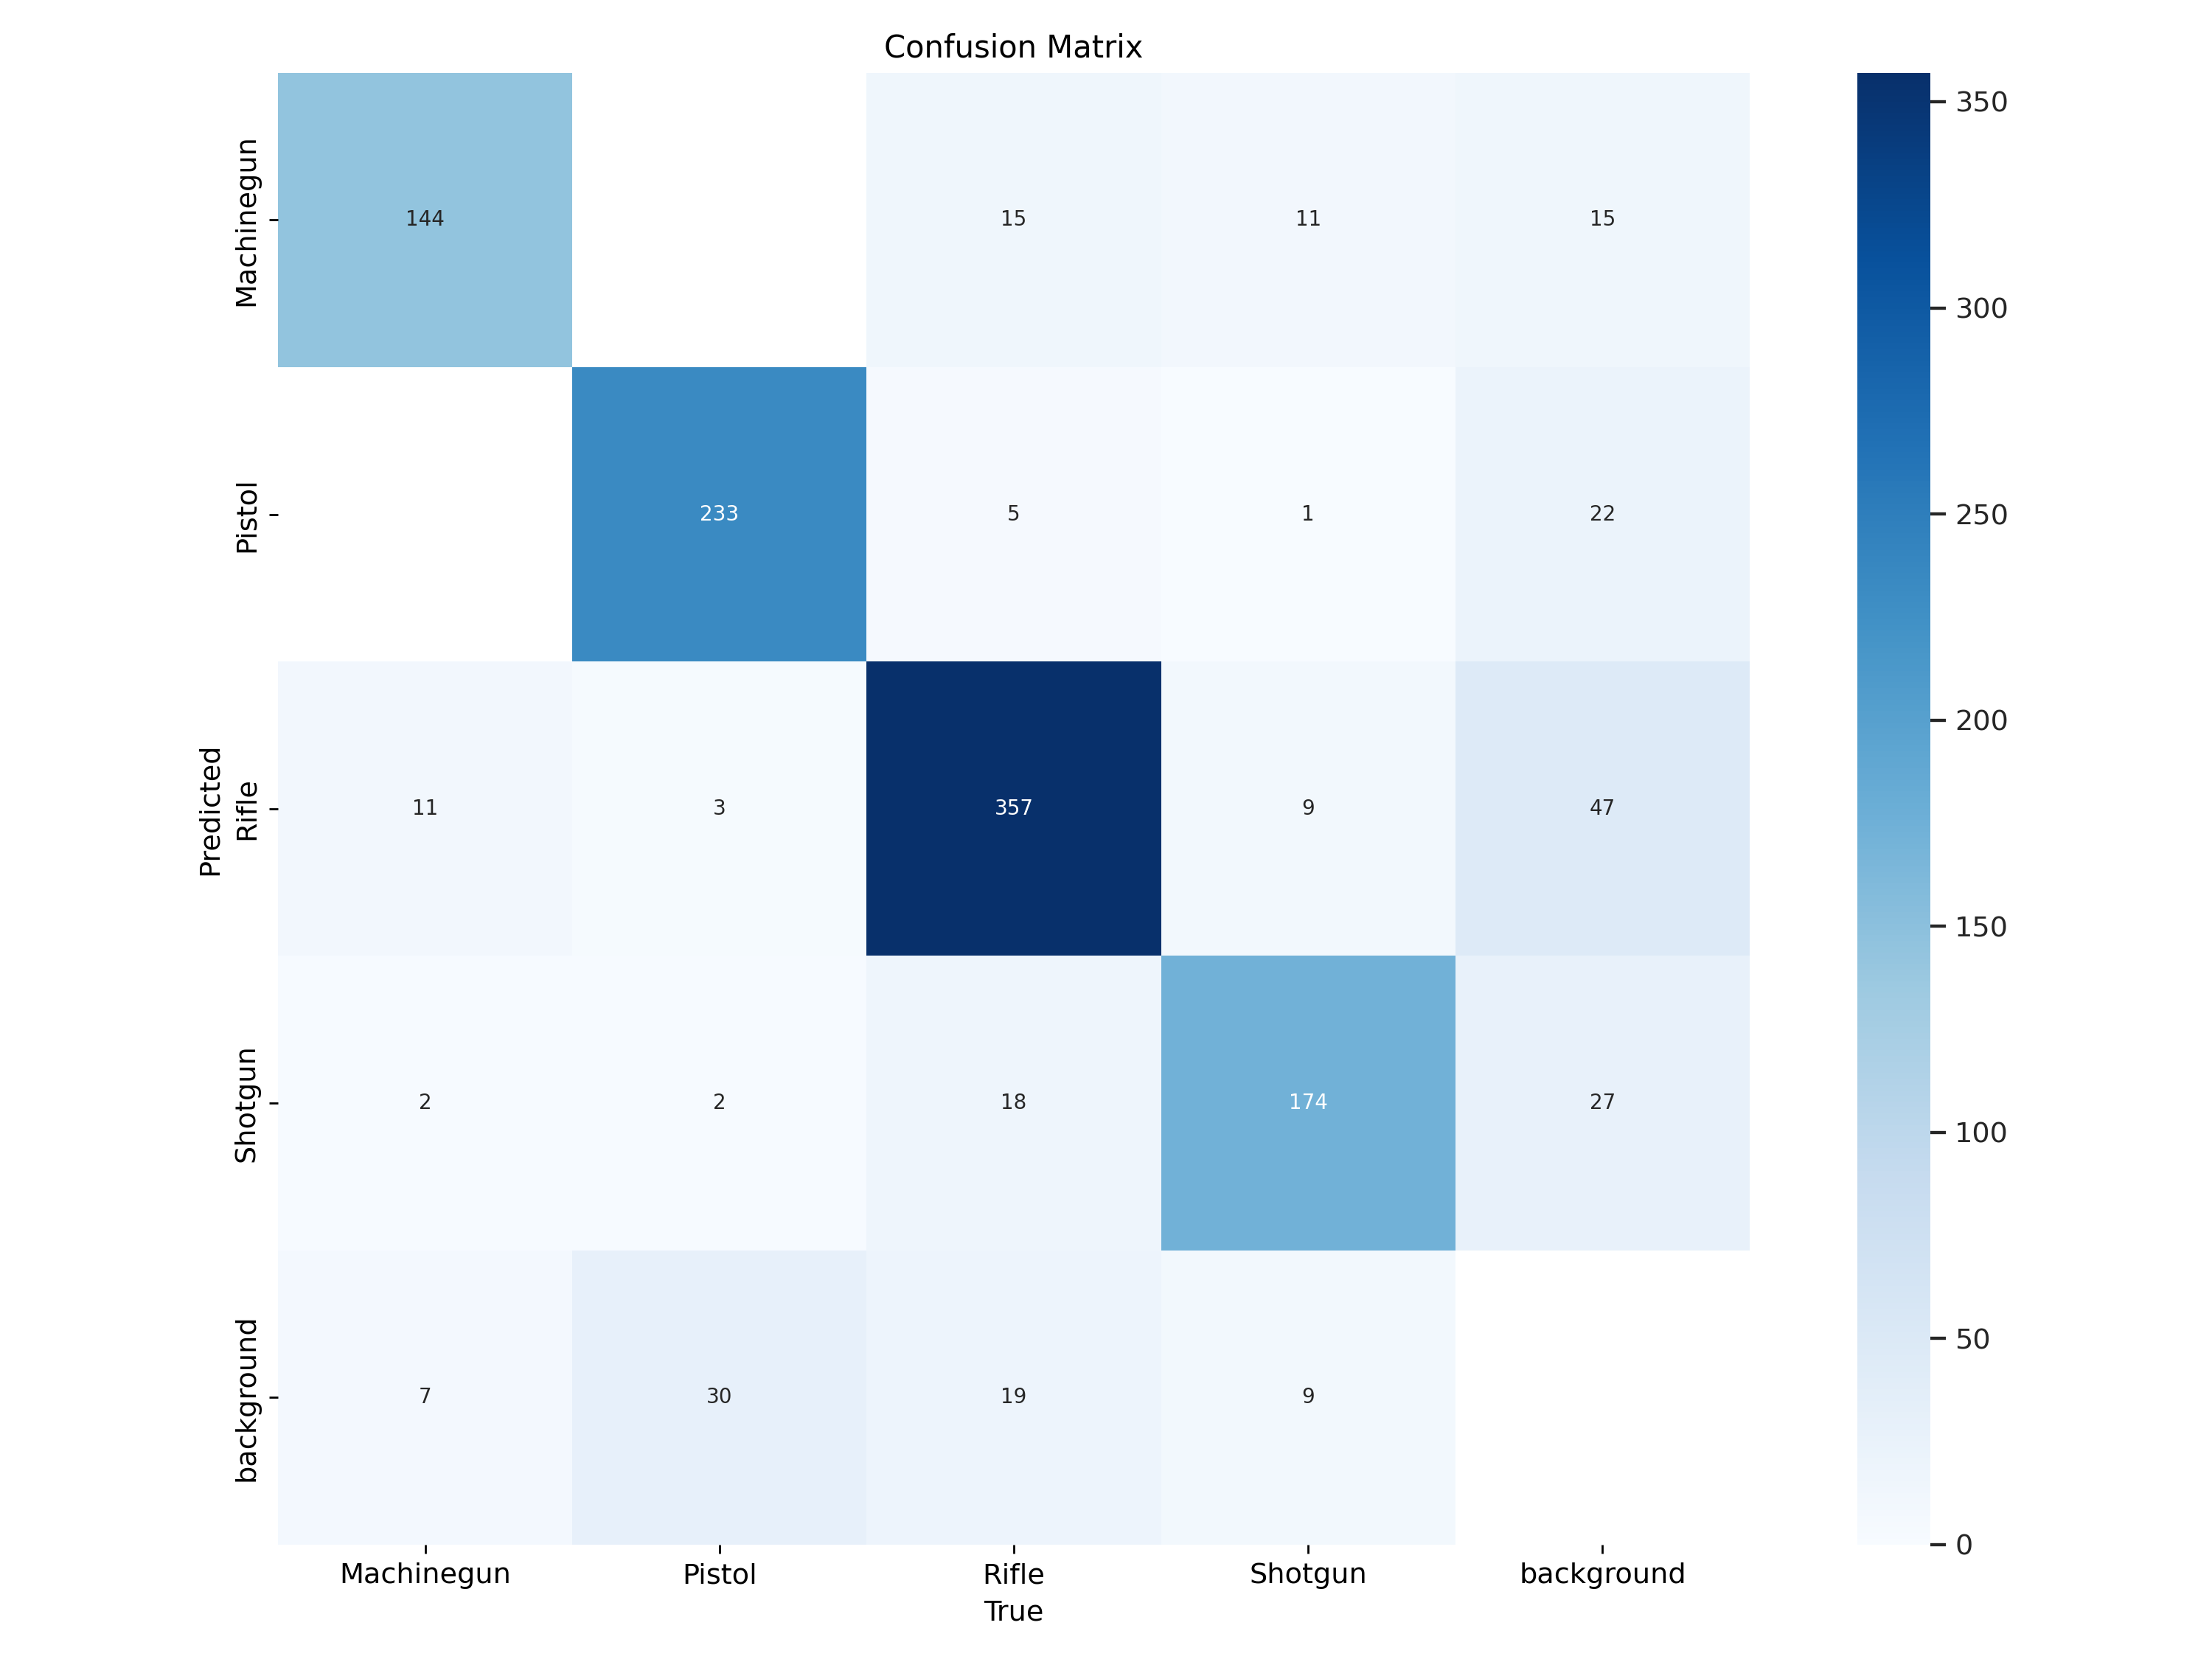 Confusion Matrix
Machinegun
144
15
11
15
350
300
Pistol
233
5
1
22
250
200
Predicted
Rifle
11
3
357
9
47
150
Shotgun
2
2
18
174
27
100
50
background
7
30
19
9
0
Machinegun
Pistol
Rifle
Shotgun
background
True